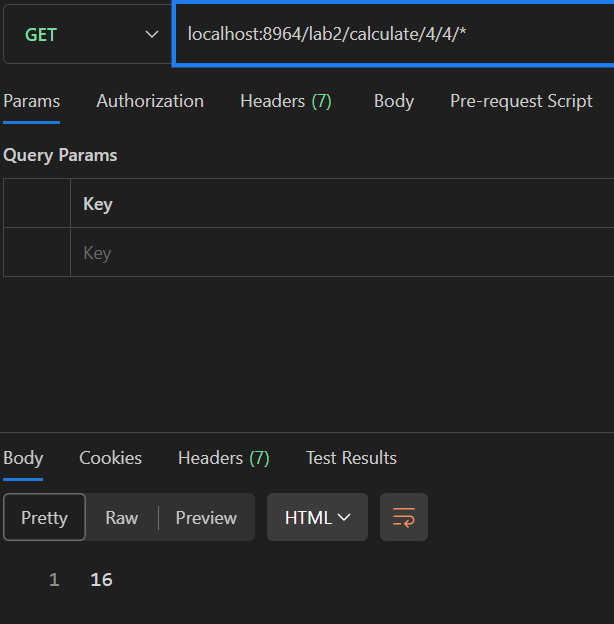 GET localhost:8964/lab2/calculate/4/4/*
Params Authorization Headers (7) Body Pre-request Script
Query Params
Key
Key
Body Cookies Headers (7) Test Results
Pretty Raw Preview HTML
1 16